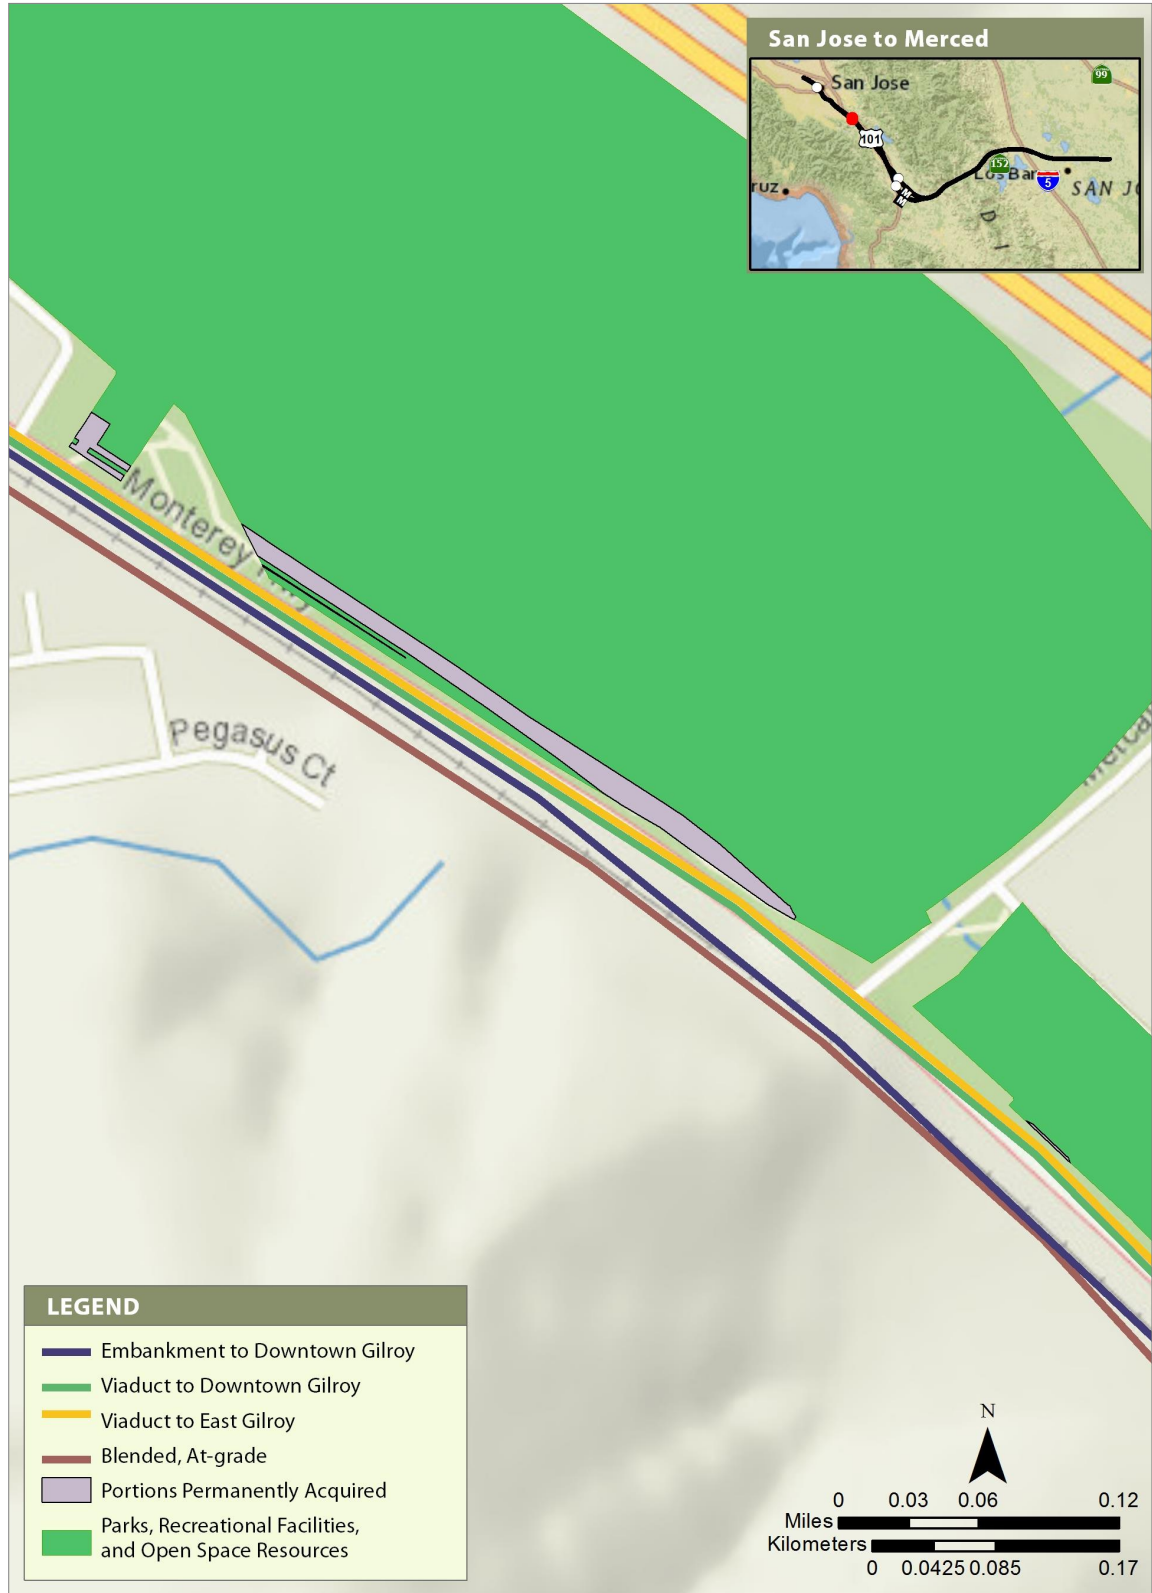 San Jose to Merced
San Jose
99
101
152
5
SAN
Monterey
Pegasus Ct
LEGEND
Embankment to Downtown Gilroy
Viaduct to Downtown Gilroy
Viaduct to East Gilroy
Blended, At-grade
Portions Permanently Acquired
Parks, Recreational Facilities,
and Open Space Resources
N
0 0.03 0.06 0.12
Miles
Kilometers
0 0.0425 0.085 0.17